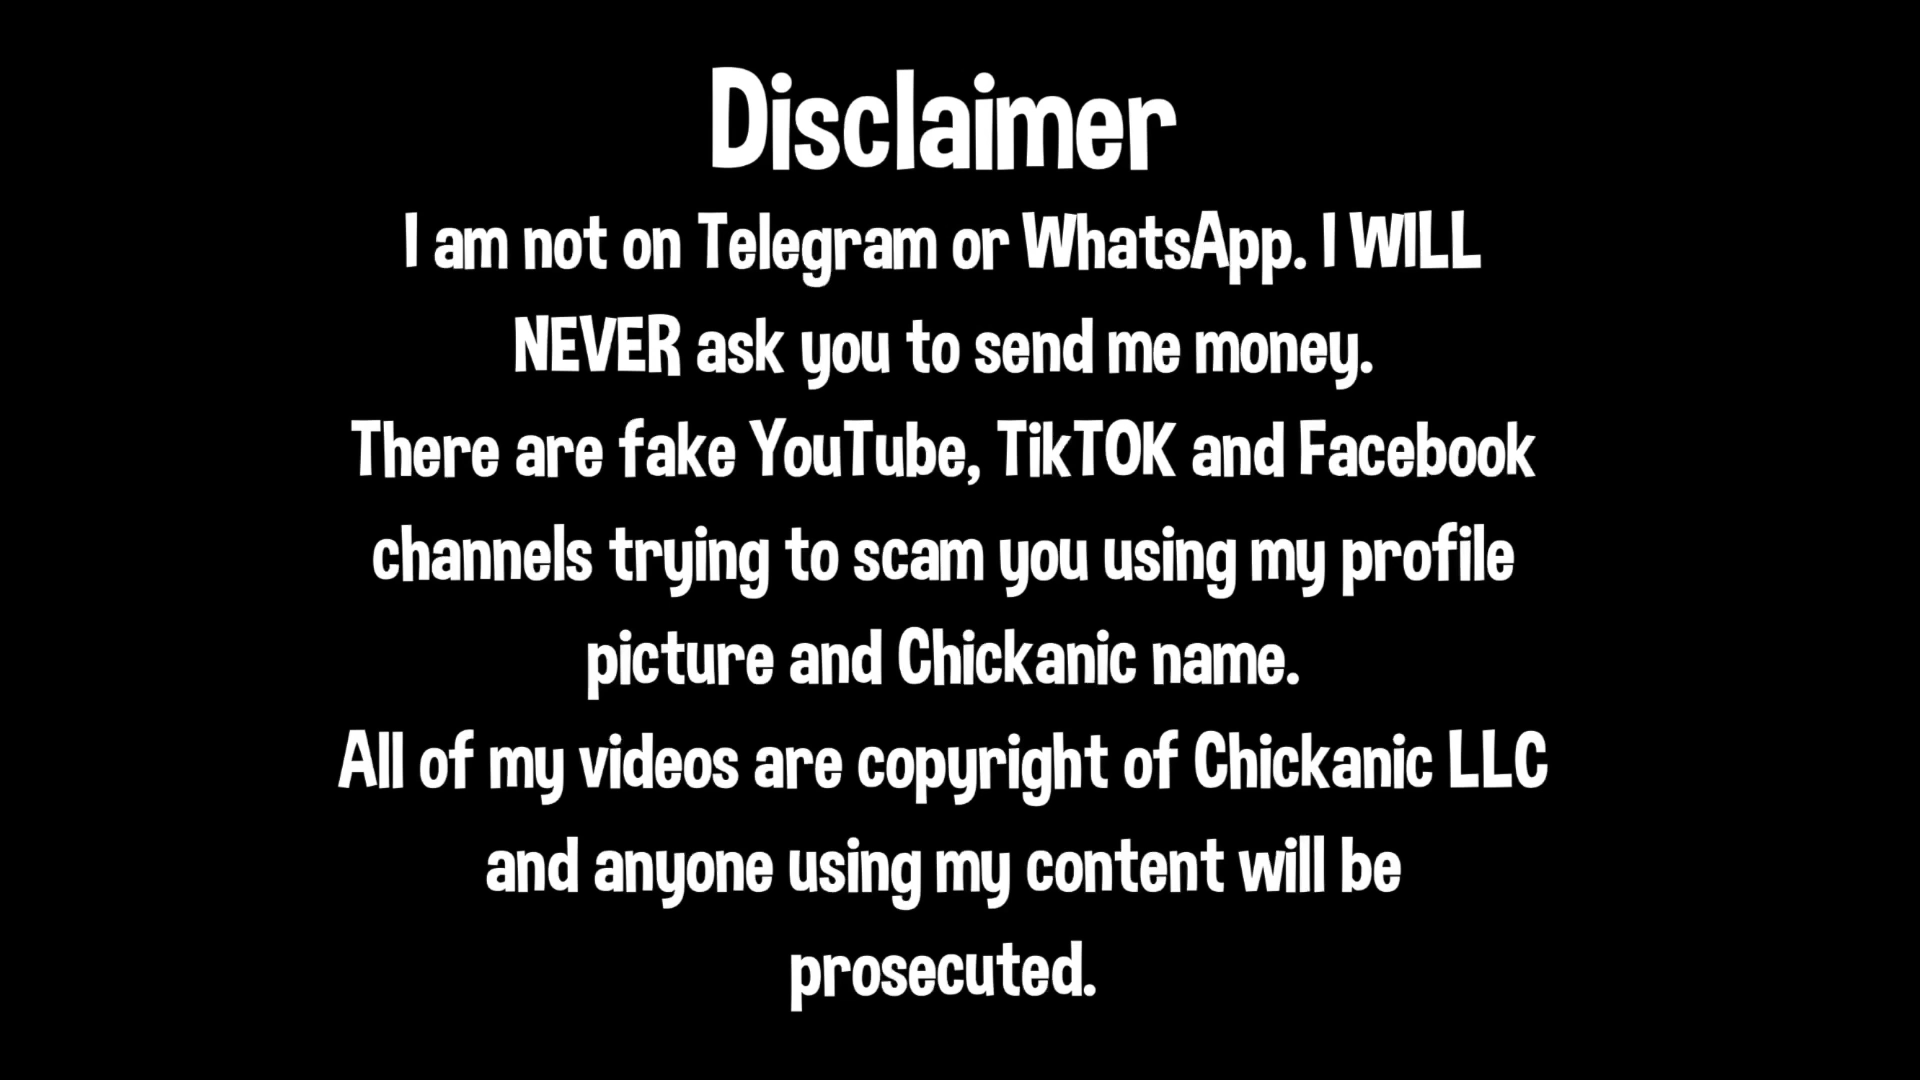 Disclaimer
I am not on Telegram or WhatsApp. I WILL
NEVER ask you to send me money.
There are fake YouTube, TikTOK and Facebook
channels trying to scam you using my profile
picture and Chickanic name.
All of my videos are copyright of Chickanic LLC
and anyone using my content will be
prosecuted.